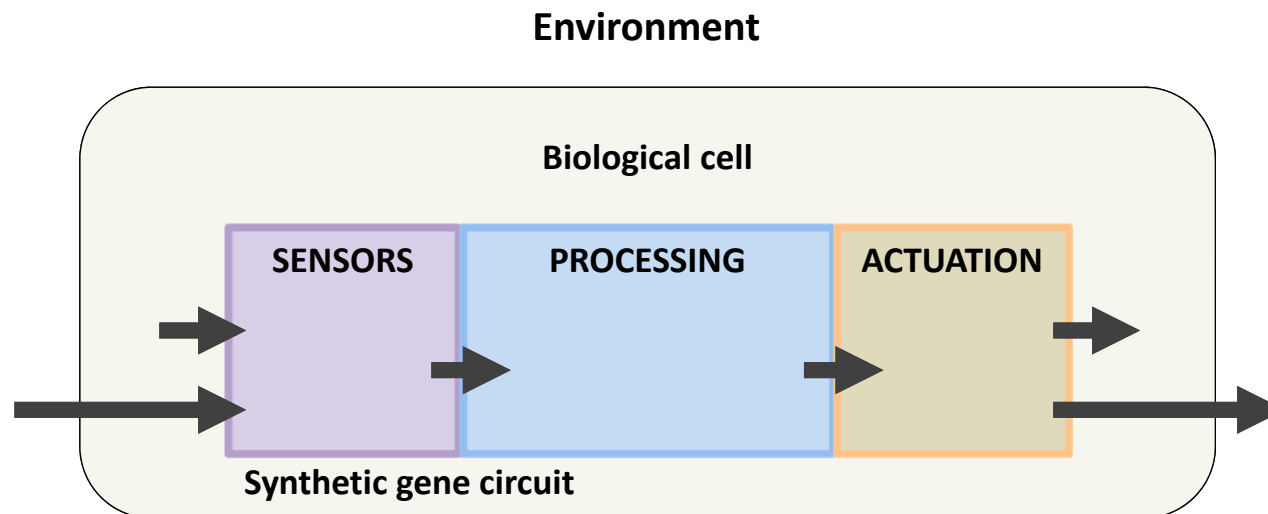 Environment
Biological cell
SENSORS
PROCESSING
ACTUATION
Synthetic gene circuit